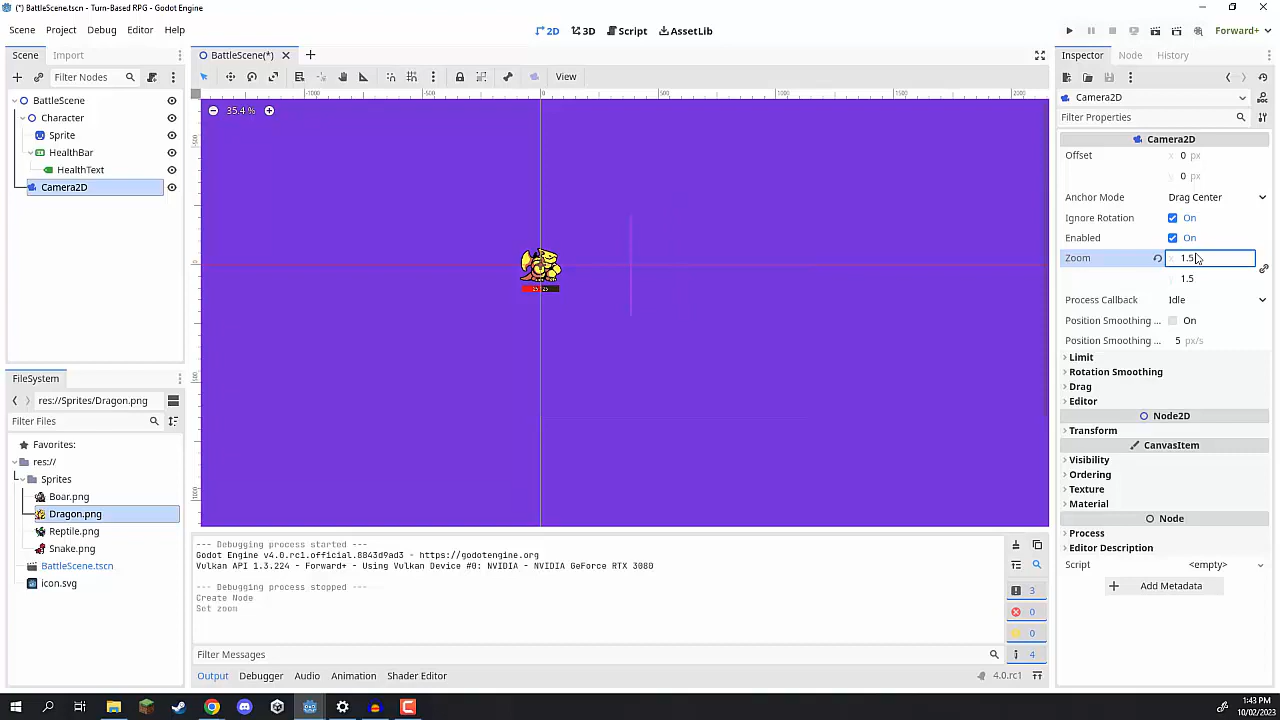 (*) BattleScene.tscn - Turn-Based RPG - Godot Engine
Scene Project Debug Editor Help
2D 3D Script AssetLib
Forward+
Scene Import
Filter Nodes
BattleScene
Character
Sprite
HealthBar
HealthText
Camera2D
FileSystem
res://Sprites/Dragon.png
Filter Files
Favorites:
res://
Sprites
Boar.png
Dragon.png
Reptile.png
Snake.png
BattleScene.tscn
icon.svg
BattleScene(*)
View
-1000 -500 0 500 1000 1500 2000
35.4 %
--- Debugging process started ---
Godot Engine v4.0.rc1.official.8843d9ad3 - https://godotengine.org
Vulkan API 1.3.224 - Forward+ - Using Vulkan Device #0: NVIDIA - NVIDIA GeForce RTX 3080
--- Debugging process stopped ---
Create Node
Set zoom
3
0
0
4
Filter Messages
Output Debugger Audio Animation Shader Editor
4.0.rc1
Inspector Node History
Camera2D
Filter Properties
Camera2D
Offset x 0 px
y 0 px
Anchor Mode Drag Center
Ignore Rotation On
Enabled On
Zoom x 1.5
y 1.5
Process Callback Idle
Position Smoothing ... On
Position Smoothing ... 5 px/s
Limit
Rotation Smoothing
Drag
Editor
Node2D
Transform
CanvasItem
Visibility
Ordering
Texture
Material
Node
Process
Editor Description
Script <empty>
Add Metadata
1:43 PM
10/02/2023